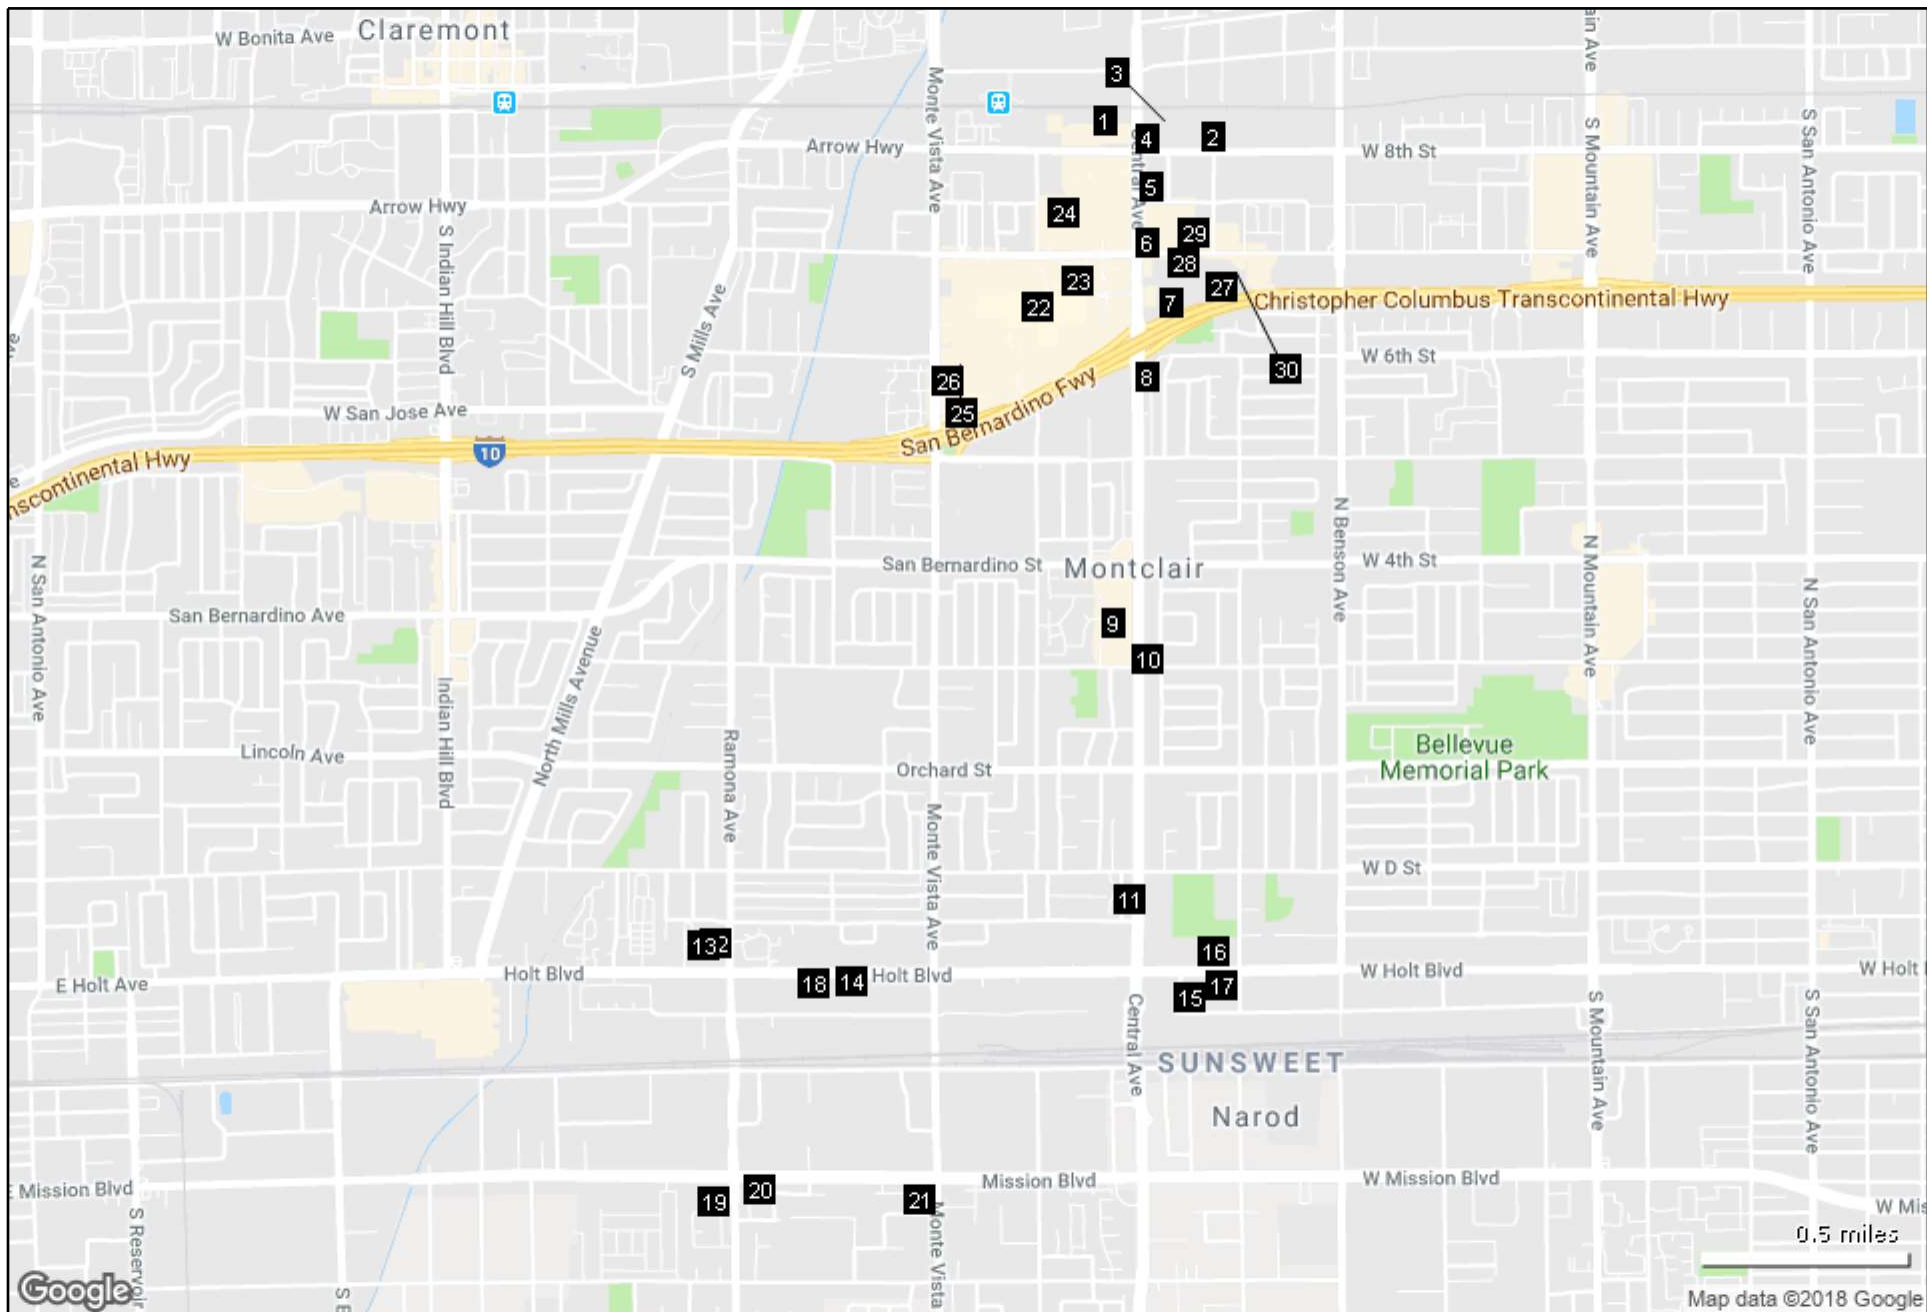 W Bonita Ave
Claremont
ain Ave
3
Monte Vista Ave
1
4
2
Central Ave
Arrow Hwy
W 8th St
S Mountain Ave
S San Antonio Ave
5
Arrow Hwy
24
29
6
S Indian Hill Blvd
28
23
27
22
7
Christopher Columbus Transcontinental Hwy
S Mills Ave
W 6th St
30
26
8
25
W San Jose Ave
San Bernardino Fwy
10
nscontinental Hwy
e
N Benson Ave
N San Antonio Ave
San Bernardino St
Montclair
W 4th St
N Mountain Ave
N San Antonio Ave
San Bernardino Ave
9
10
North Mills Avenue
Indian Hill Blvd
Lincoln Ave
Ramona Ave
Orchard St
Bellevue
Memorial Park
Monte Vista Ave
W D St
11
13
2
16
E Holt Ave
Holt Blvd
18
14
Holt Blvd
17
15
W Holt Blvd
W Holt
Central Ave
S Mountain Ave
S San Antonio Ave
SUNSWEET
Narod
E Mission Blvd
19
20
21
Mission Blvd
W Mission Blvd
W Mis
S Reservoir
Monte Vista
0.5 miles
Google
Map data ©2018 Google